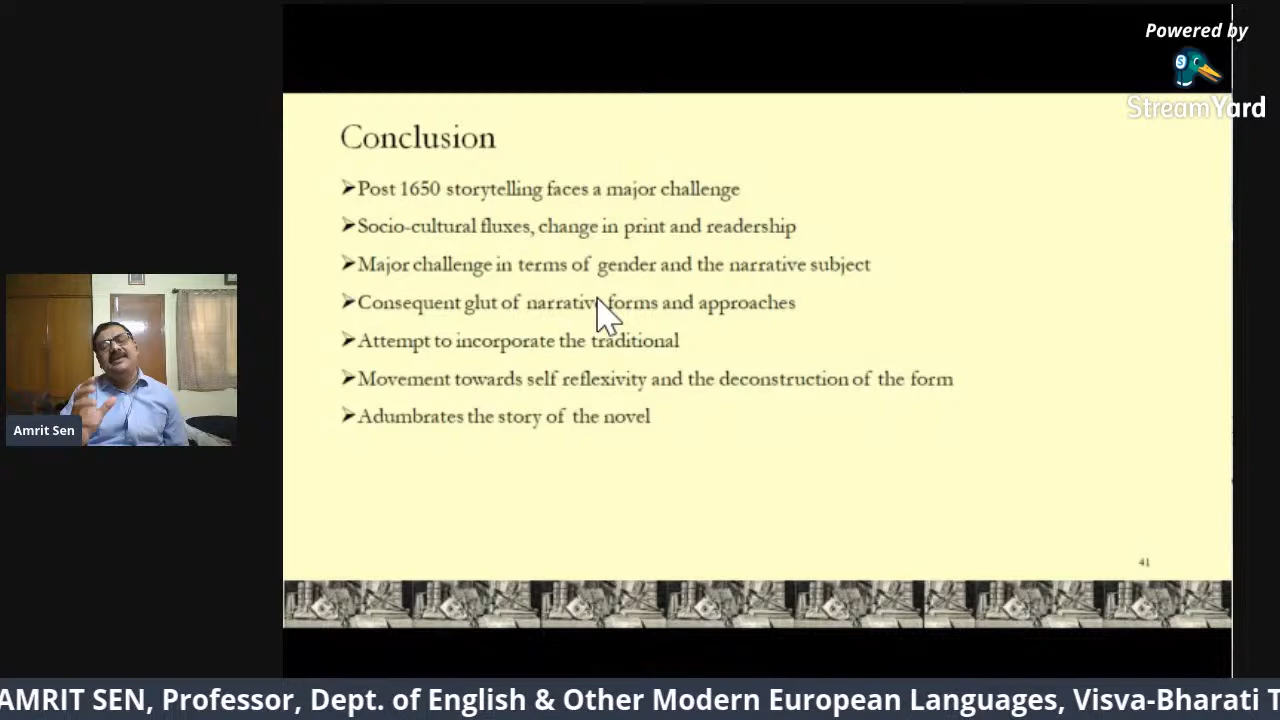 Powered by
StreamYard
Conclusion
➤Post 1650 storytelling faces a major challenge
➤Socio-cultural fluxes, change in print and readership
➤Major challenge in terms of gender and the narrative subject
➤Consequent glut of narrative forms and approaches
➤Attempt to incorporate the traditional
➤Movement towards self reflexivity and the deconstruction of the form
➤Adumbrates the story of the novel
Amrit Sen
41
AMRIT SEN, Professor, Dept. of English & Other Modern European Languages, Visva-Bharati T